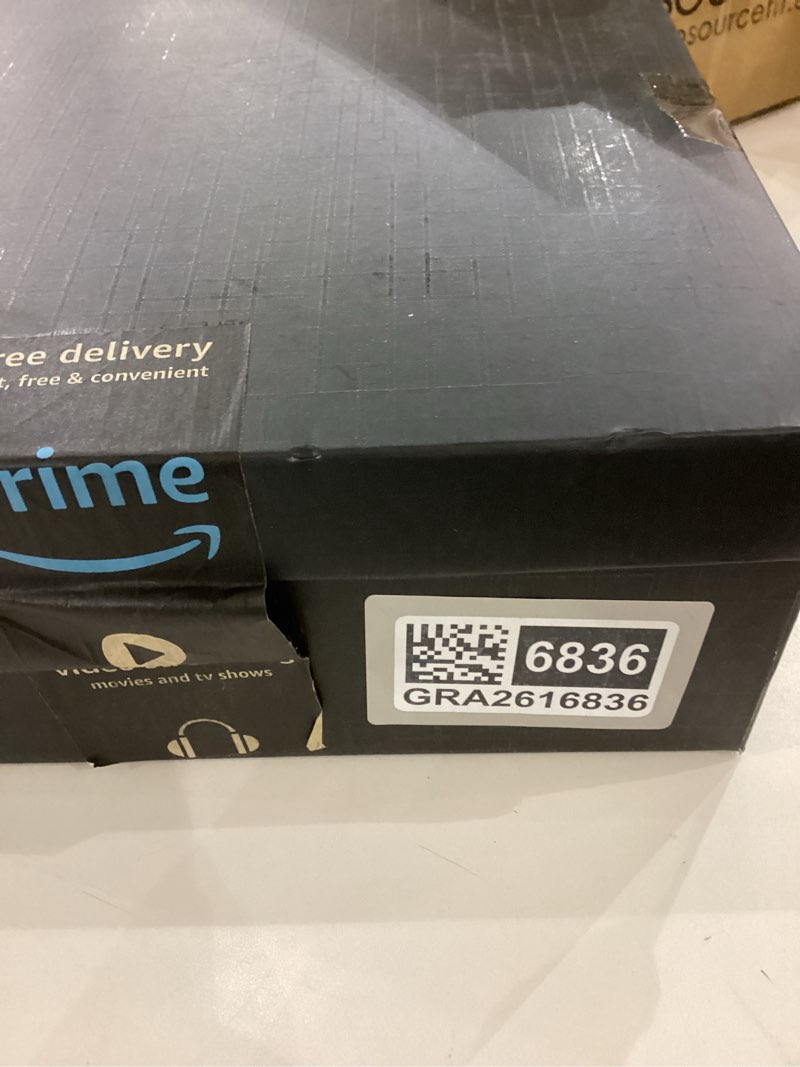 ree delivery
t, free & convenient
rime
movies and tv shows
6836
GRA2616836